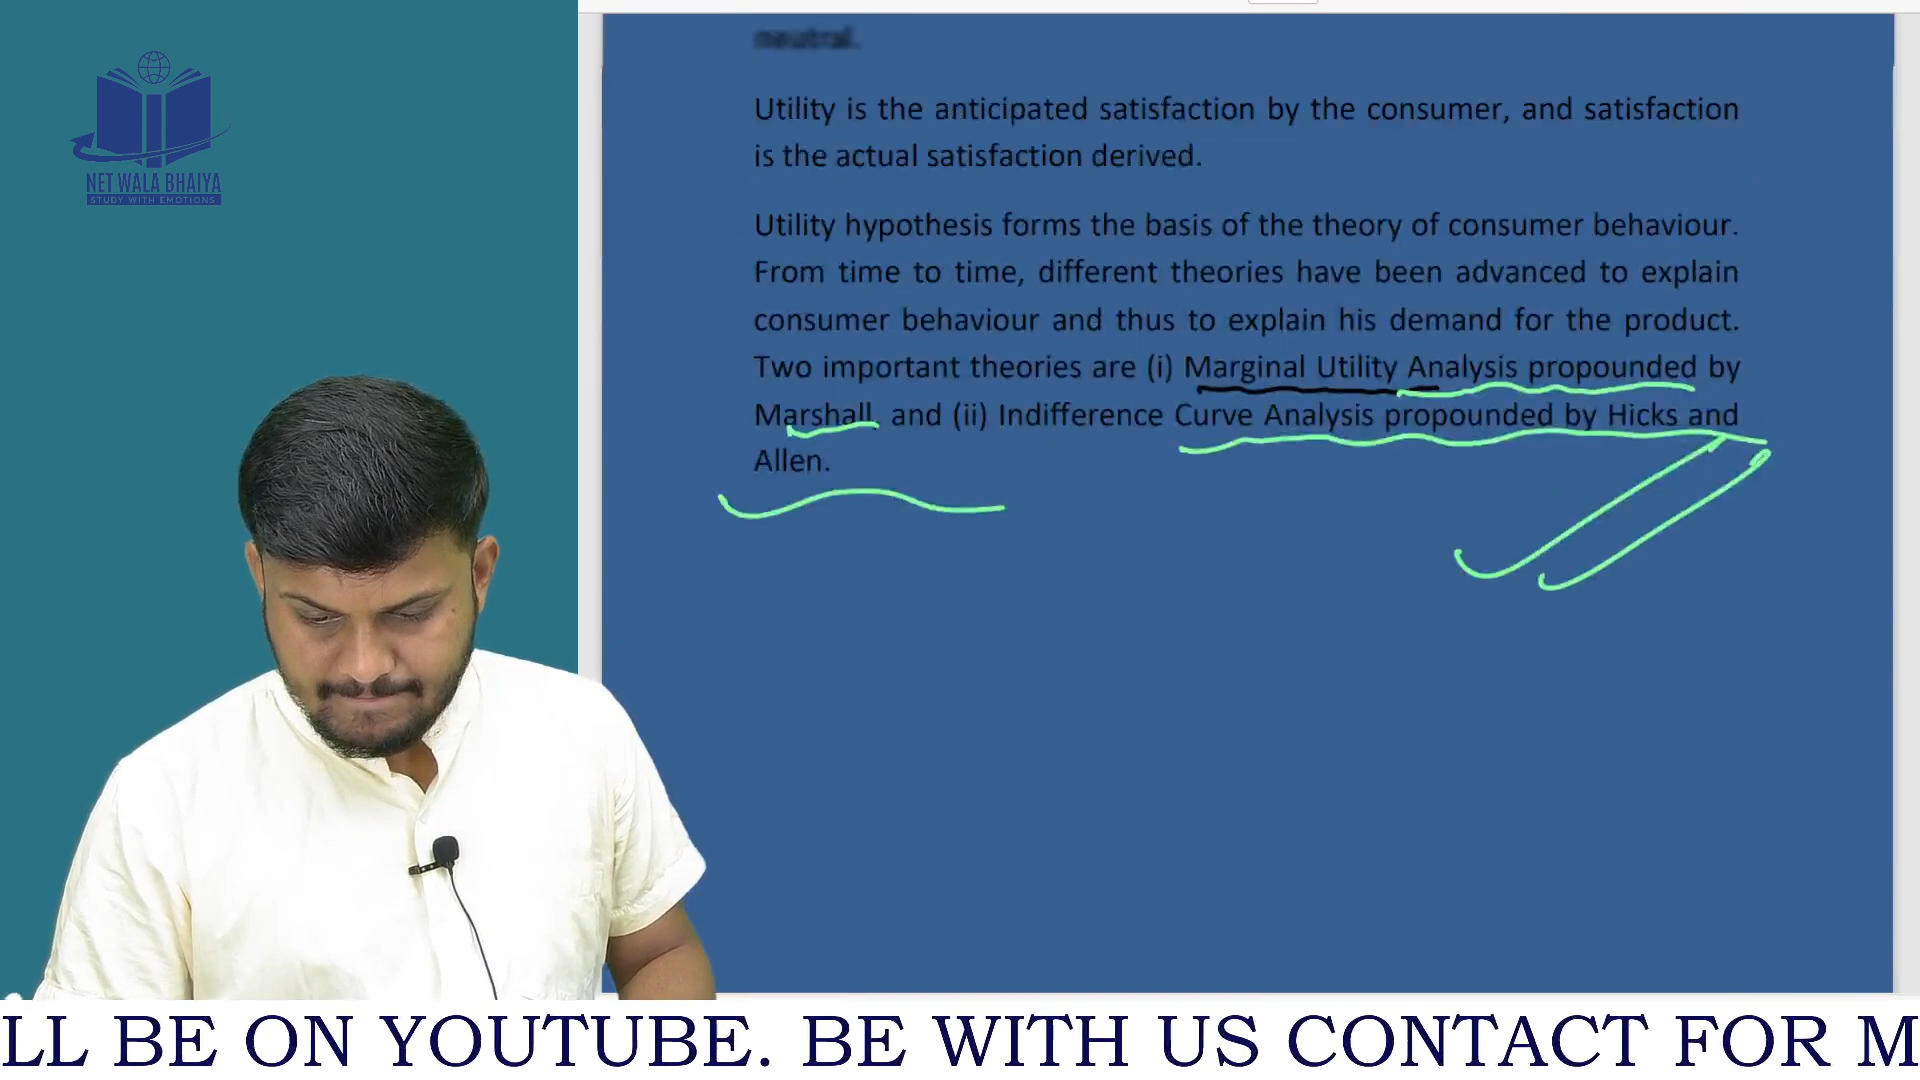 neutral.
Utility is the anticipated satisfaction by the consumer, and satisfaction
is the actual satisfaction derived.
Utility hypothesis forms the basis of the theory of consumer behaviour.
From time to time, different theories have been advanced to explain
consumer behaviour and thus to explain his demand for the product.
Two important theories are (i) Marginal Utility Analysis propounded by
Marshall, and (ii) Indifference Curve Analysis propounded by Hicks and
Allen.
NET WALA BHAIYA
STUDY WITH EMOTIONS
LL BE ON YOUTUBE. BE WITH US CONTACT FOR M